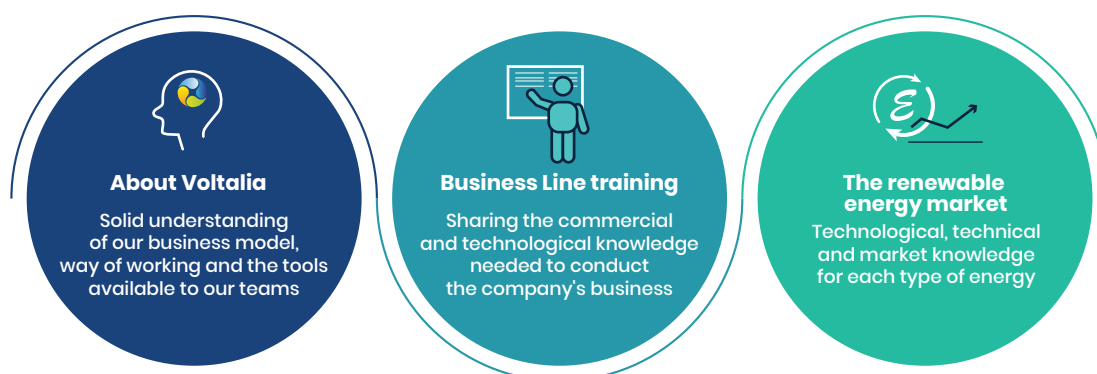 About Voltalia
Solid understanding
of our business model,
way of working and the tools
available to our teams
Business Line training
Sharing the commercial
and technological knowledge
needed to conduct
the company's business
ℰ
The renewable
energy market
Technological, technical
and market knowledge
for each type of energy